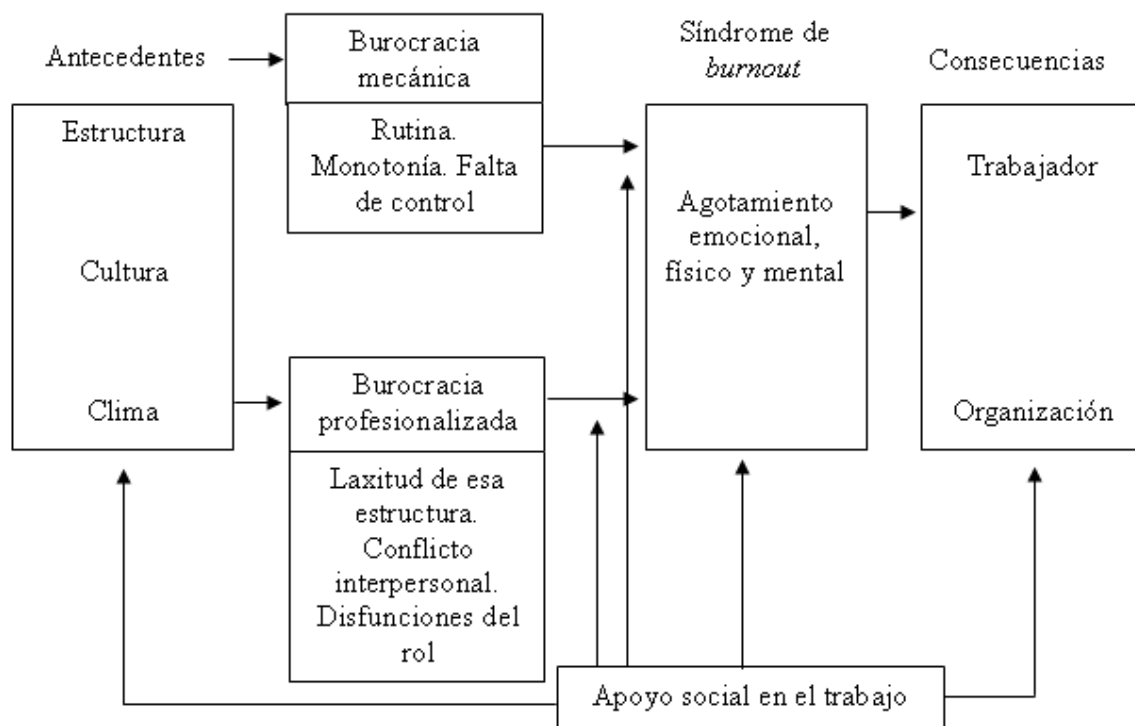 Antecedentes
Burocracia
mecánica
Síndrome de
burnout
Consecuencias
Estructura
Cultura
Clima
Rutina.
Monotonía. Falta
de control
Burocracia
profesionalizada
Laxitud de esa
estructura.
Conflicto
interpersonal.
Disfunciones del
rol
Agotamiento
emocional,
físico y mental
Trabajador
Organización
Apoyo social en el trabajo